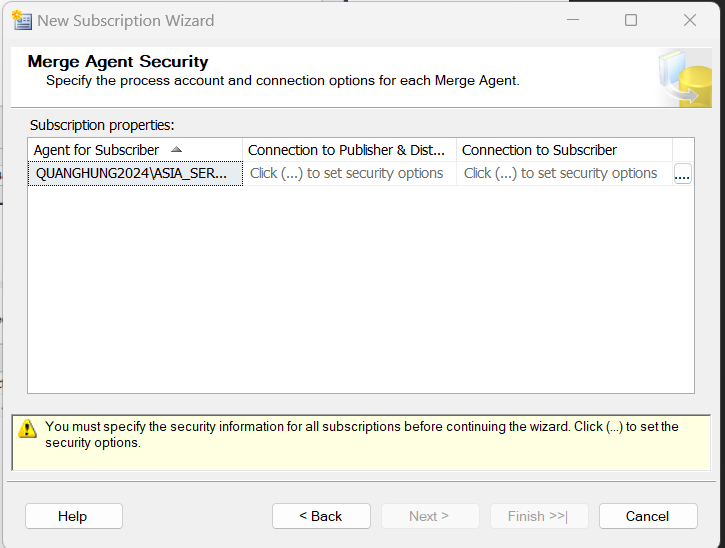 New Subscription Wizard
Merge Agent Security
Specify the process account and connection options for each Merge Agent.
Subscription properties:
Agent for Subscriber Connection to Publisher & Dist... Connection to Subscriber
QUANGHUNG2024\ASIA_SER... Click (...) to set security options Click (...) to set security options ....
You must specify the security information for all subscriptions before continuing the wizard. Click (...) to set the
security options.
Help < Back Next > Finish >>| Cancel